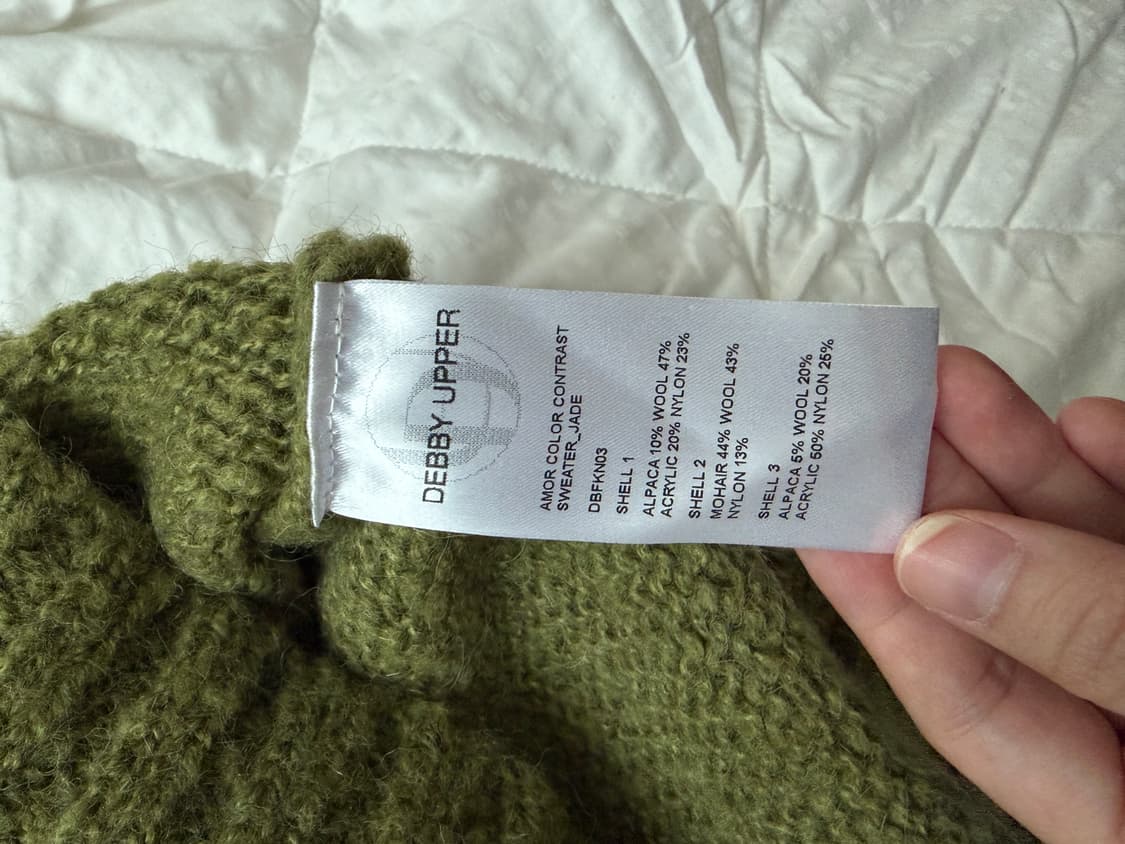 DEBBY UPPER
AMOR COLOR CONTRAST
SWEATER_JADE
DBFKN03
SHELL 1
ALPACA 10% WOOL 47%
ACRYLIC 20% NYLON 23%
SHELL 2
MOHAIR 44% WOOL 43%
NYLON 13%
SHELL 3
ALPACA 5% WOOL 20%
ACRYLIC 50% NYLON 25%